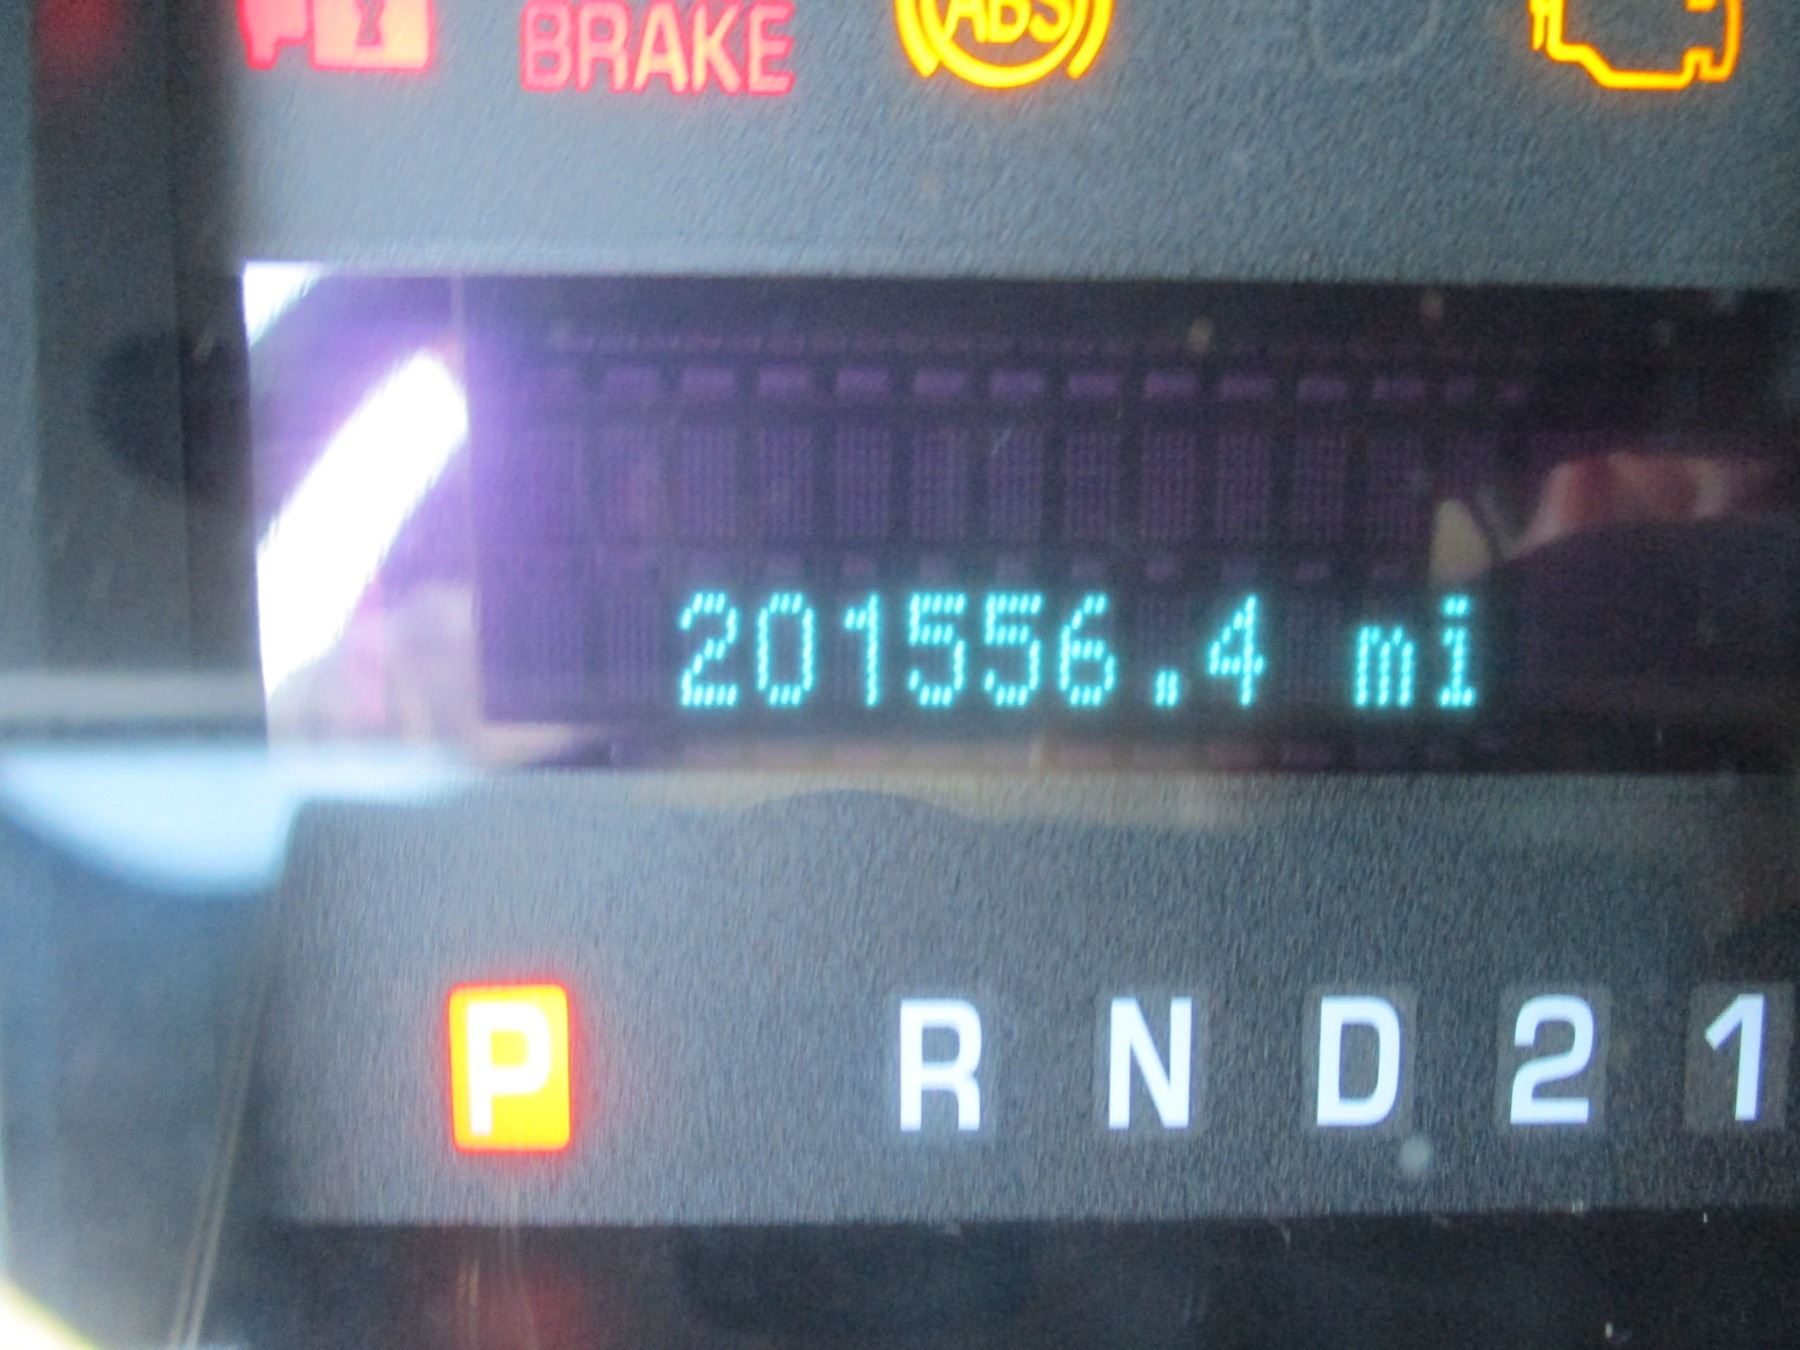 BRAKE ABS
201556.4 mi
P R N D 2 1